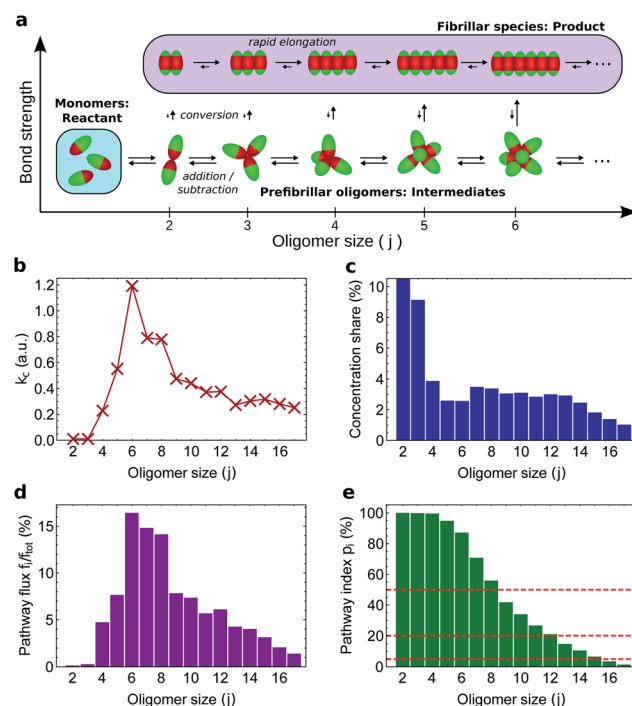 a
Fibrillar species: Product
rapid elongation
...
Bond strength
Monomers:
Reactant
conversion
addition /
subtraction
Prefibrillar oligomers: Intermediates
...
2 3 4 5 6
Oligomer size ( j )
b
k_c (a.u.)
1.2
1.0
0.8
0.6
0.4
0.2
0.0
2 4 6 8 10 12 14 16
Oligomer size (j)
c
Concentration share (%)
10
8
6
4
2
0
2 4 6 8 10 12 14 16
Oligomer size (j)
d
Pathway flux f_i/f_tot (%)
15
10
5
0
2 4 6 8 10 12 14 16
Oligomer size (j)
e
Pathway index p_i (%)
100
80
60
40
20
0
2 4 6 8 10 12 14 16
Oligomer size (j)